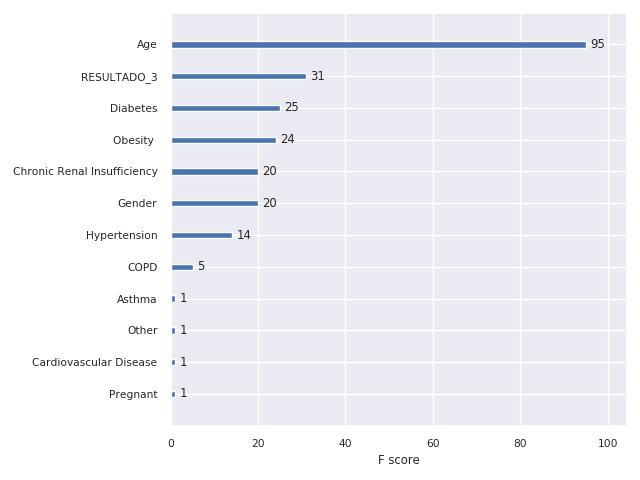 Age 95
RESULTADO_3 31
Diabetes 25
Obesity 24
Chronic Renal Insufficiency 20
Gender 20
Hypertension 14
COPD 5
Asthma 1
Other 1
Cardiovascular Disease 1
Pregnant 1
0 20 40 60 80 100
F score